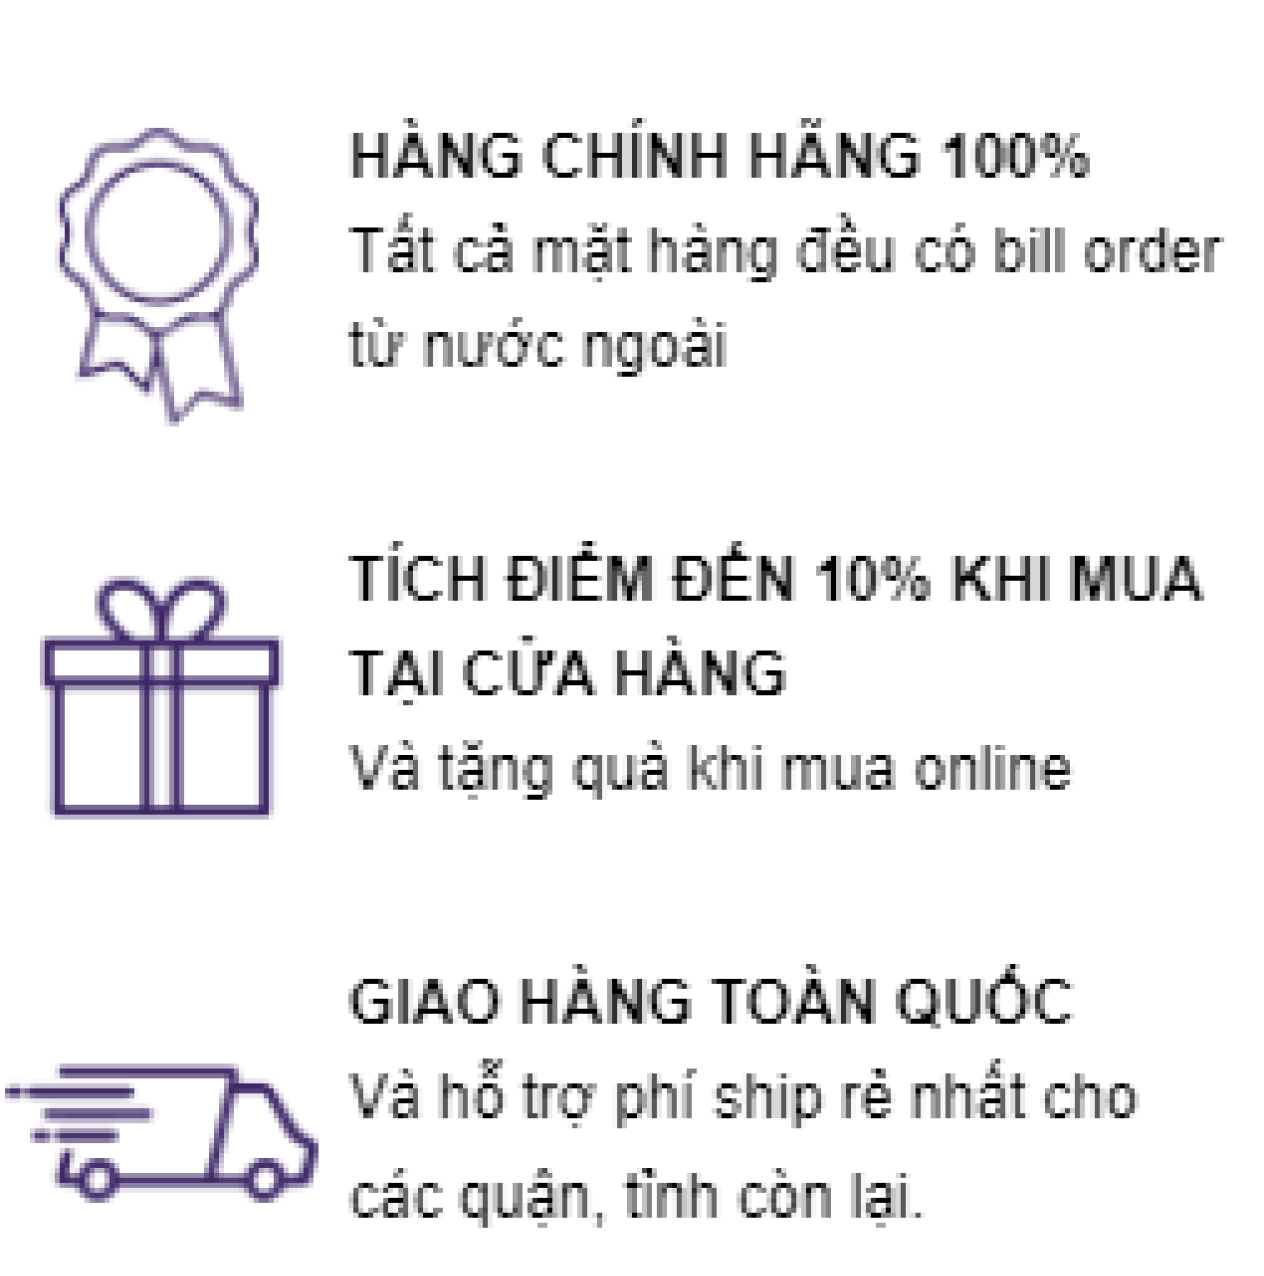 HÀNG CHÍNH HÃNG 100%
Tất cả mặt hàng đều có bill order
từ nước ngoài
TÍCH ĐIỂM ĐẾN 10% KHI MUA
TẠI CỬA HÀNG
Và tặng quà khi mua online
GIAO HÀNG TOÀN QUỐC
Và hỗ trợ phí ship rẻ nhất cho
các quận, tỉnh còn lại.